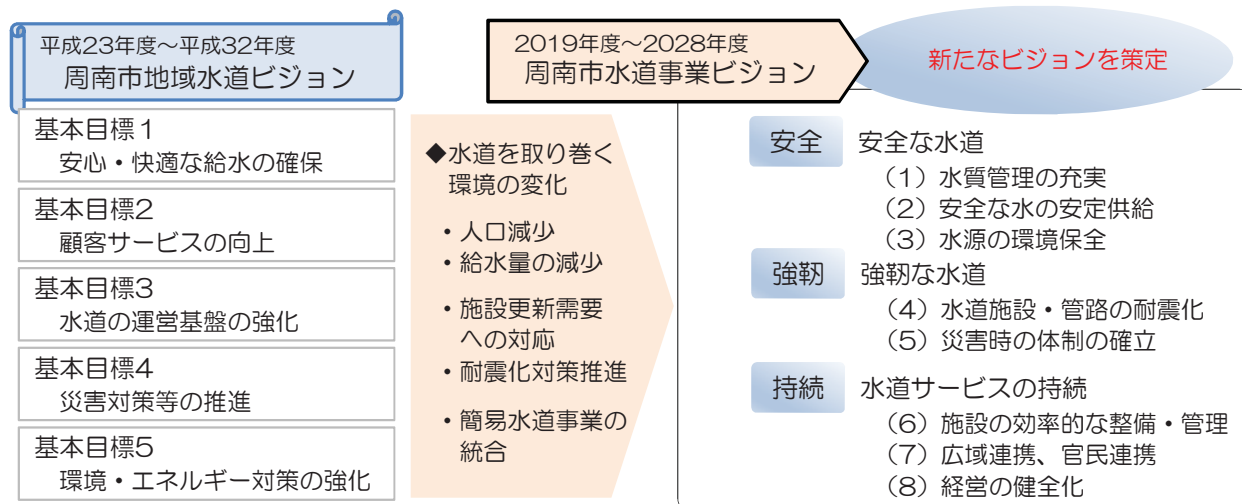 平成23年度～平成32年度
周南市地域水道ビジョン
2019年度～2028年度
周南市水道事業ビジョン
新たなビジョンを策定
基本目標1
安心・快適な給水の確保
基本目標2
顧客サービスの向上
基本目標3
水道の運営基盤の強化
基本目標4
災害対策等の推進
基本目標5
環境・エネルギー対策の強化
◆水道を取り巻く
環境の変化
・人口減少
・給水量の減少
・施設更新需要
への対応
・耐震化対策推進
・簡易水道事業の
統合
安全 安全な水道
（1）水質管理の充実
（2）安全な水の安定供給
（3）水源の環境保全
強靭 強靭な水道
（4）水道施設・管路の耐震化
（5）災害時の体制の確立
持続 水道サービスの持続
（6）施設の効率的な整備・管理
（7）広域連携、官民連携
（8）経営の健全化